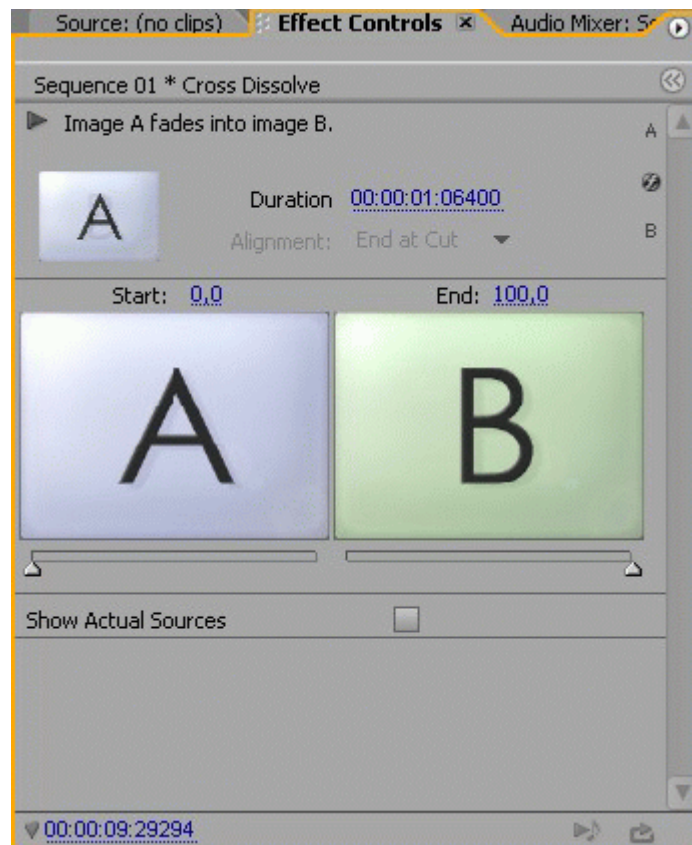 Source: (no clips) Effect Controls Audio Mixer:
Sequence 01 * Cross Dissolve
Image A fades into image B.
A
A
Duration 00:00:01:06400
Alignment: End at Cut
B
Start: 0,0 End: 100,0
A B
Show Actual Sources
00:00:09:29294